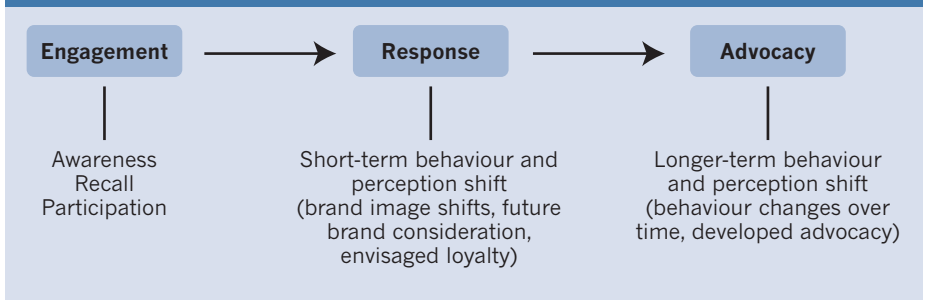 Engagement
Response
Advocacy
Awareness
Recall
Participation
Short-term behaviour and
perception shift
(brand image shifts, future
brand consideration,
envisaged loyalty)
Longer-term behaviour
and perception shift
(behaviour changes over
time, developed advocacy)